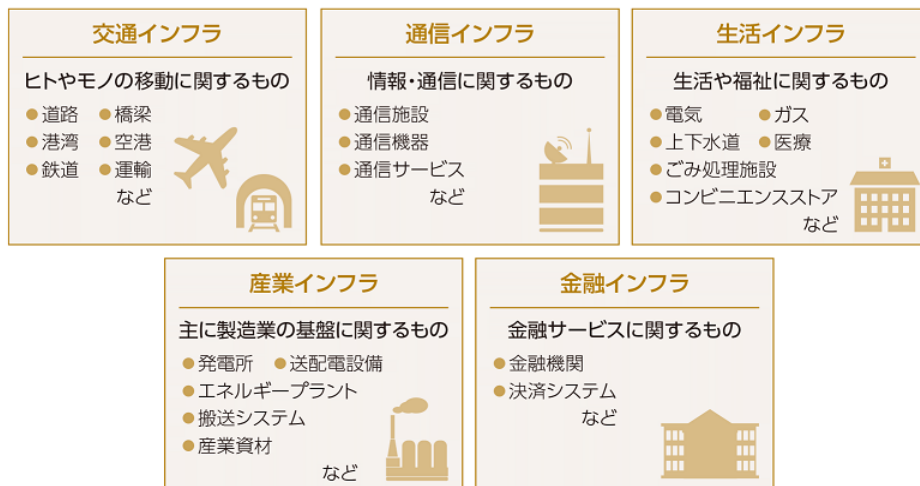 交通インフラ
ヒトやモノの移動に関するもの
●道路 ●橋梁
●港湾 ●空港
●鉄道 ●運輸
など
通信インフラ
情報・通信に関するもの
●通信施設
●通信機器
●通信サービス
など
生活インフラ
生活や福祉に関するもの
●電気 ●ガス
●上下水道 ●医療
●ごみ処理施設
●コンビニエンスストア
など
産業インフラ
主に製造業の基盤に関するもの
●発電所 ●送配電設備
●エネルギープラント
●搬送システム
●産業資材
など
金融インフラ
金融サービスに関するもの
●金融機関
●決済システム
など